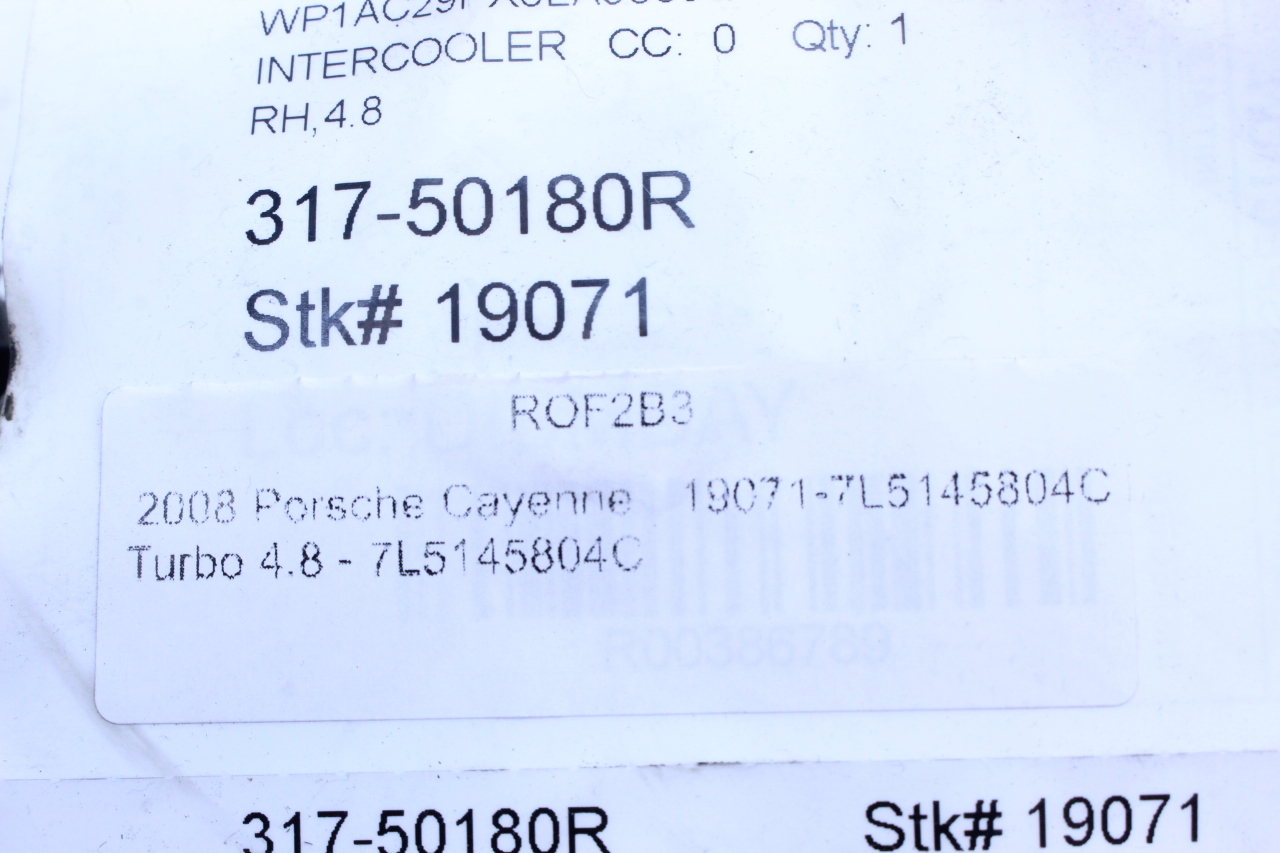 INTERCOOLER CC: 0 Qty: 1
RH,4.8
317-50180R
Stk# 19071
ROF2B3
2008 Porsche Cayenne 19071-7L5145804C
Turbo 4.8 - 7L5145804C
R00386789
317-50180R Stk# 19071